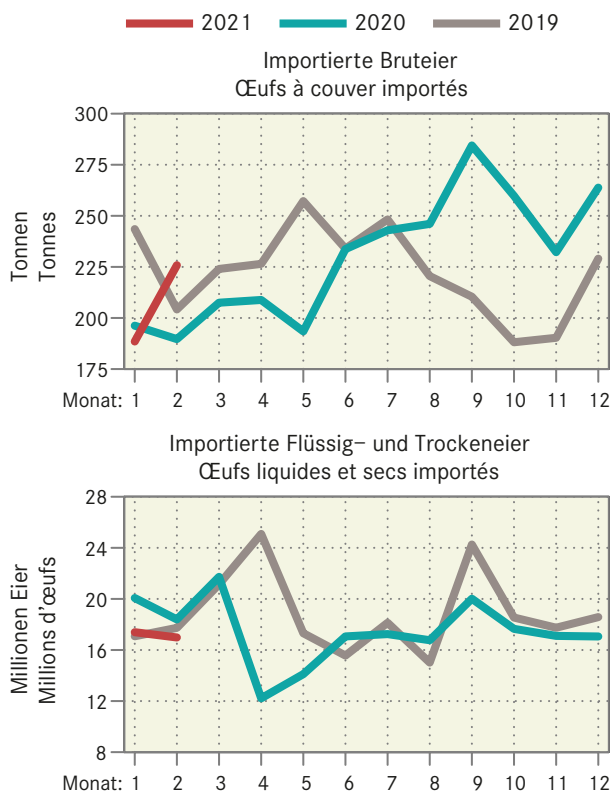 2021 2020 2019
Importierte Bruteier
Œufs à couver importés
Tonnen
Tonnes
300
275
250
225
200
175
Monat: 1 2 3 4 5 6 7 8 9 10 11 12
Importierte Flüssig– und Trockeneier
Œufs liquides et secs importés
Millionen Eier
Millions d'œufs
28
24
20
16
12
8
Monat: 1 2 3 4 5 6 7 8 9 10 11 12